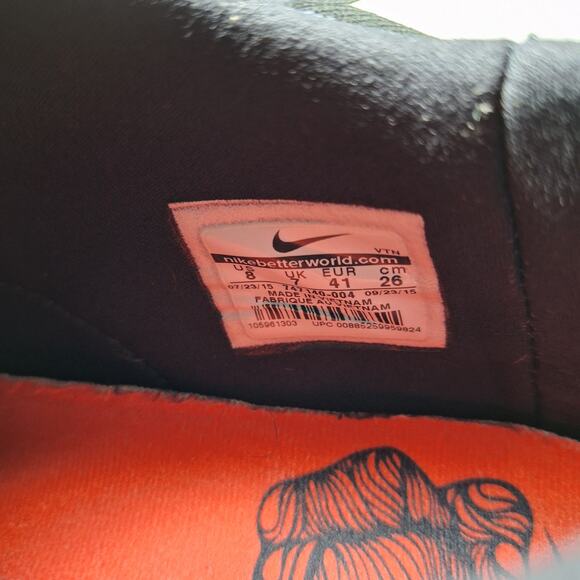 VTN
nikebetterworld.com
US UK EUR cm
8 7 41 26
07/23/15 09/23/15
MADE IN VIETNAM
FABRIQUE AU VIETNAM
105961303 UPC 00885259959824